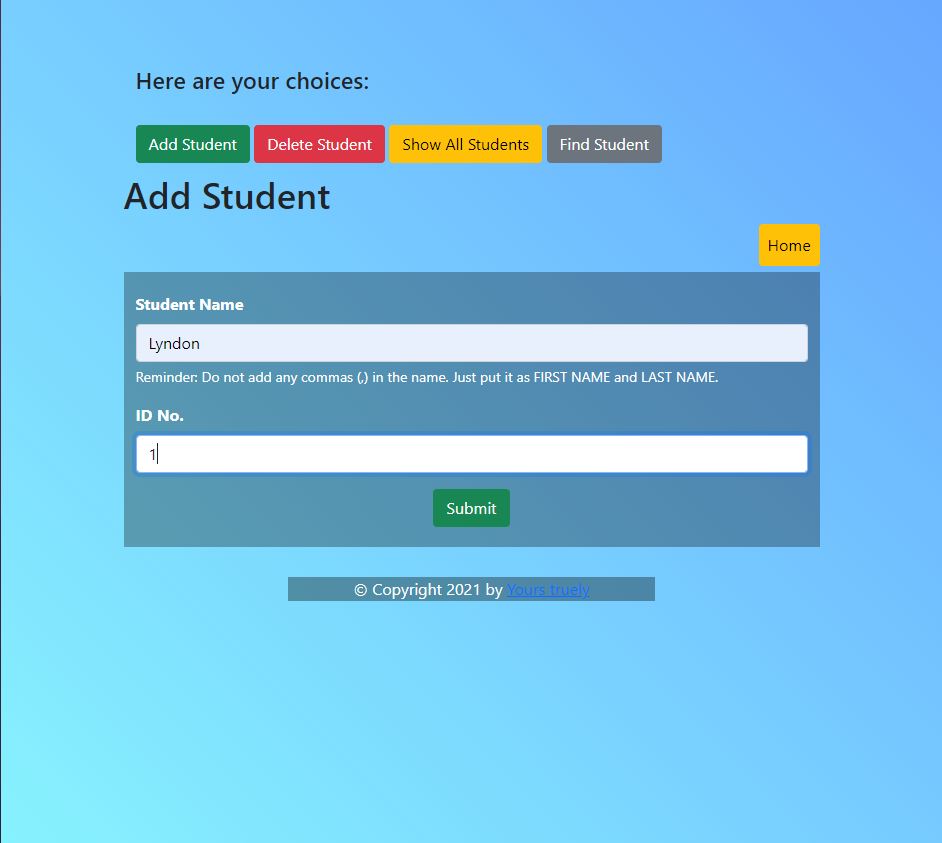 Here are your choices:
Add Student Delete Student Show All Students Find Student
Add Student
Home
Student Name
Lyndon
Reminder: Do not add any commas (,) in the name. Just put it as FIRST NAME and LAST NAME.
ID No.
1
Submit
© Copyright 2021 by Yours truely